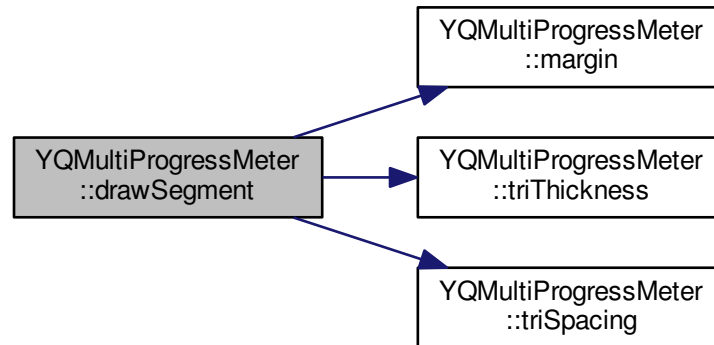 YQMultiProgressMeter
::drawSegment
YQMultiProgressMeter
::margin
YQMultiProgressMeter
::triThickness
YQMultiProgressMeter
::triSpacing